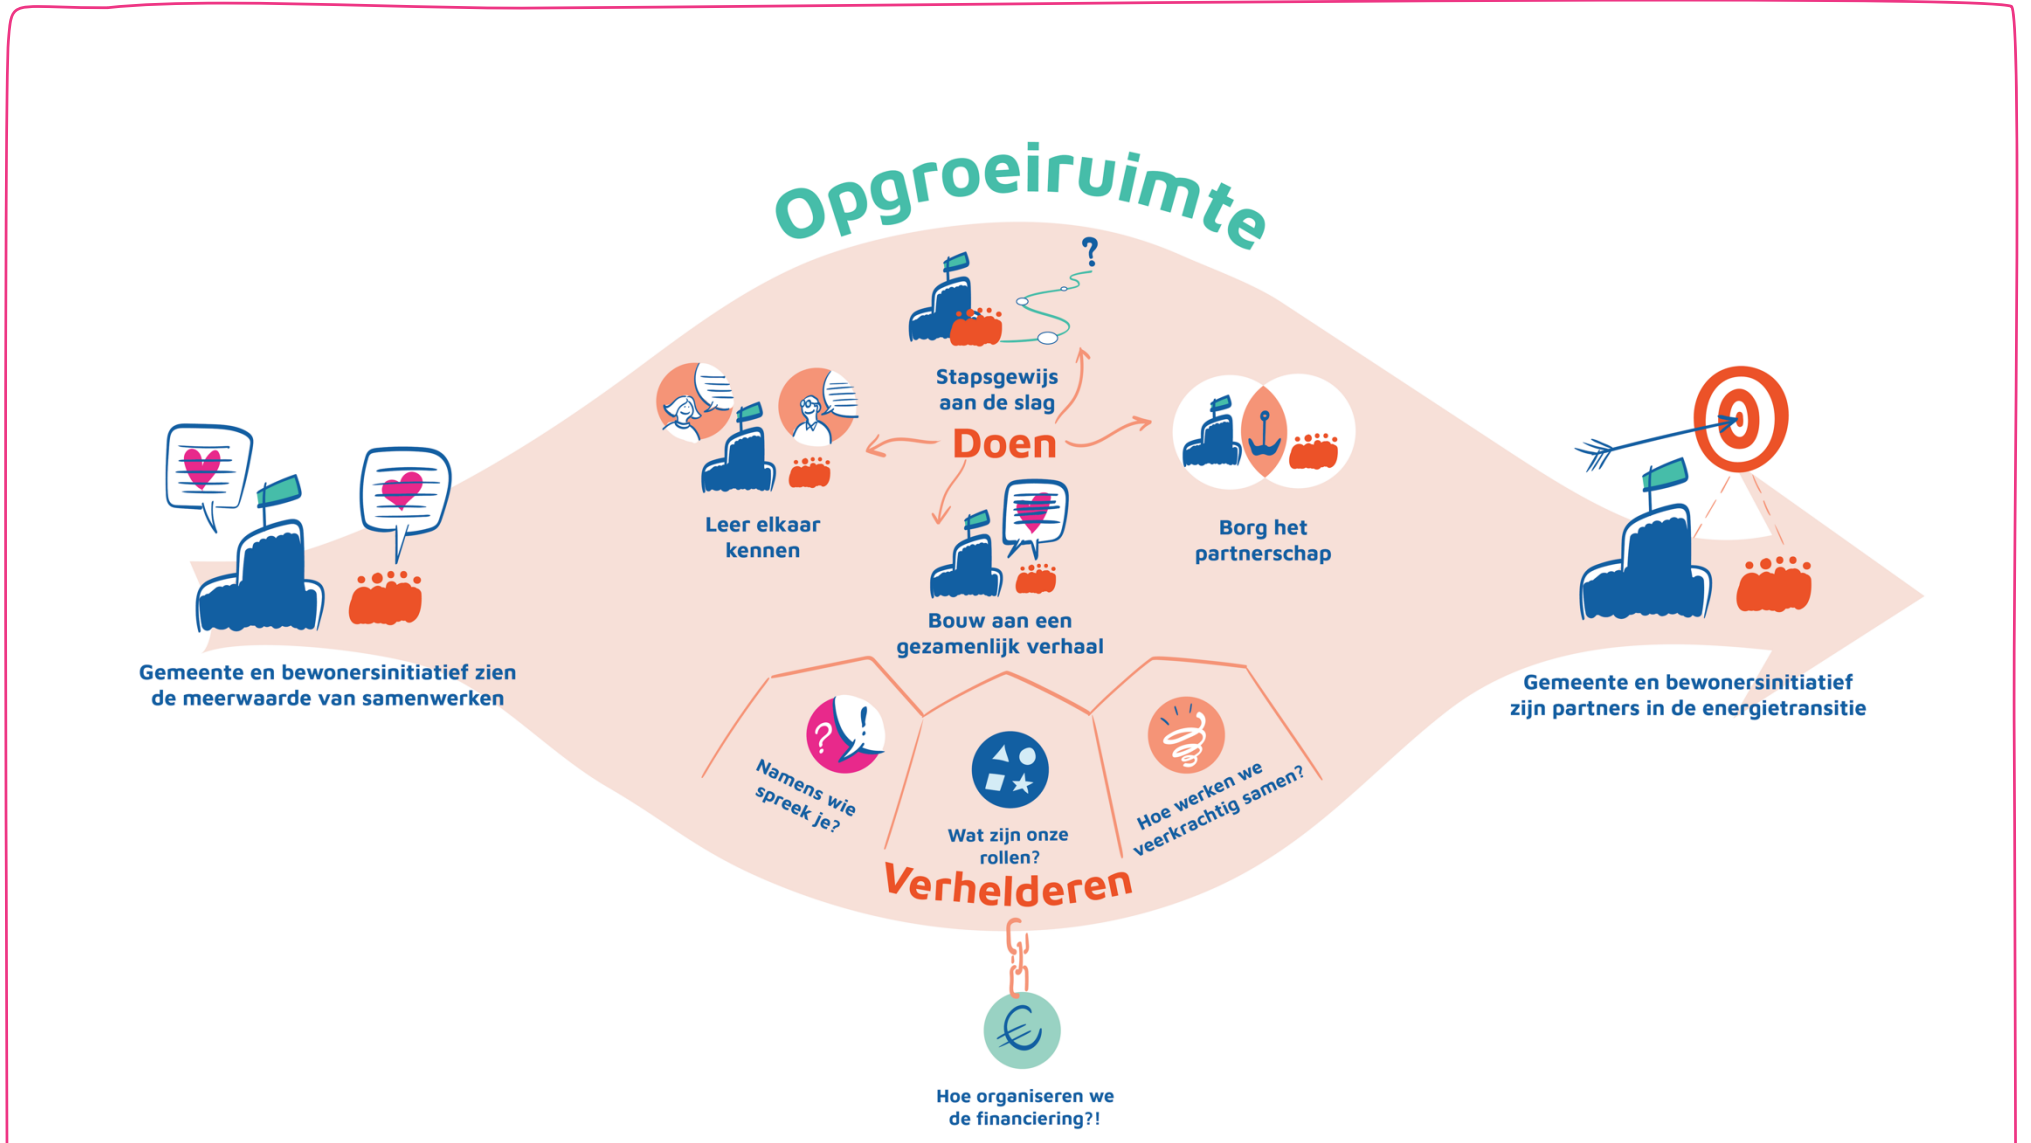 Opgroeiruimte
?
Stapsgewijs
aan de slag
Doen
Leer elkaar
kennen
Borg het
partnerschap
Bouw aan een
gezamenlijk verhaal
Gemeente en bewonersinitiatief zien
de meerwaarde van samenwerken
Gemeente en bewonersinitiatief
zijn partners in de energietransitie
? !
Namens wie
spreek je?
Wat zijn onze
rollen?
Hoe werken we
veerkrachtig samen?
Verhelderen
€
Hoe organiseren we
de financiering?!